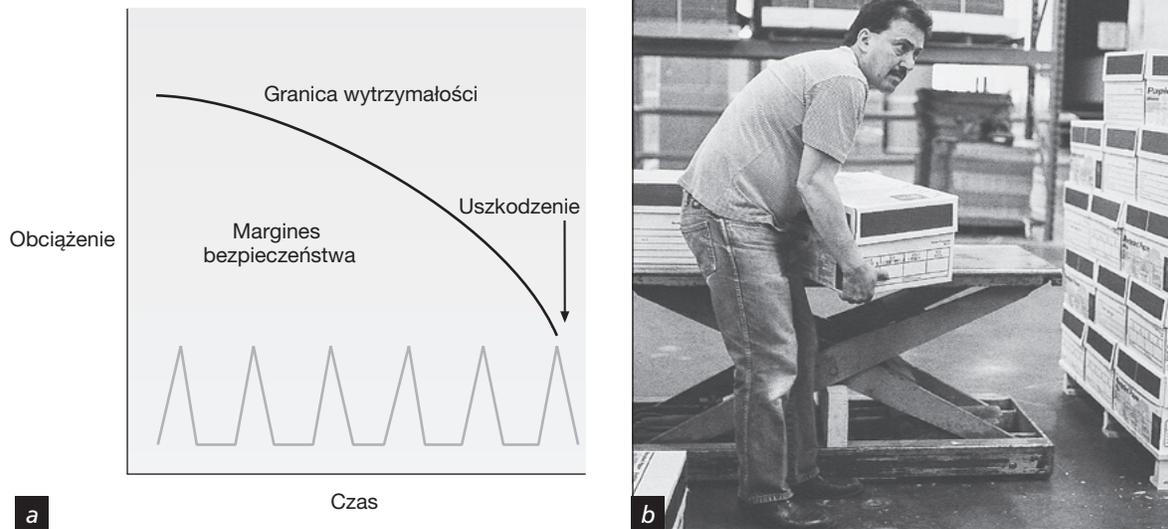 Granica wytrzymałości
Uszkodzenie
Obciążenie
Margines
bezpieczeństwa
Czas
a
b